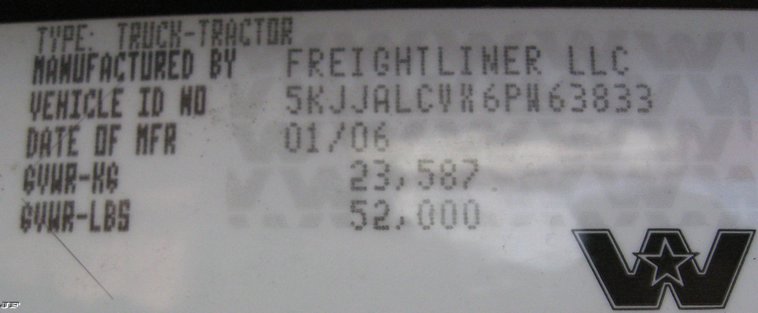 TYPE: TRUCK-TRACTOR
MANUFACTURED BY FREIGHTLINER LLC
VEHICLE ID NO 5KJJALCVX6PW63833
DATE OF MFR 01/06
GVWR-KG 23,587
GVWR-LBS 52,000